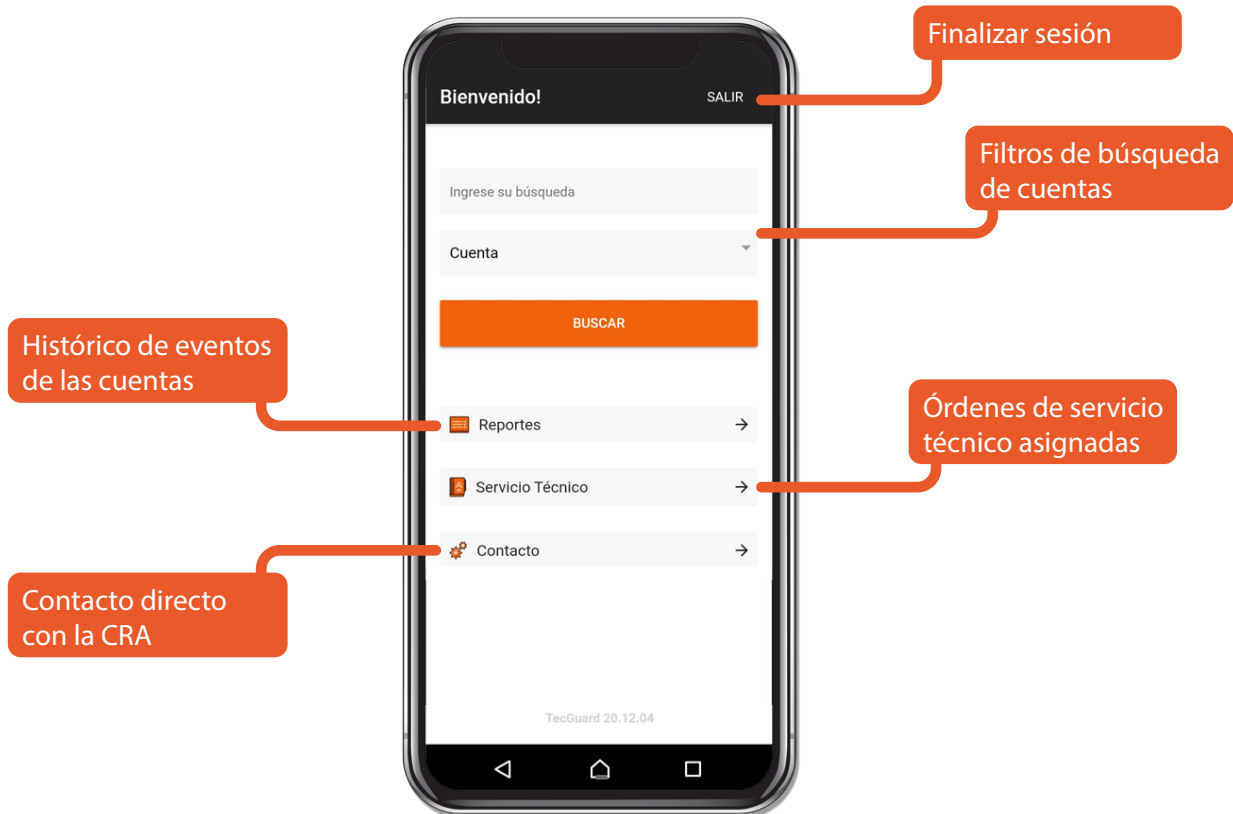 Finalizar sesión
Bienvenido!
SALIR
Filtros de búsqueda
de cuentas
Ingrese su búsqueda
Cuenta
BUSCAR
Histórico de eventos
de las cuentas
Reportes
Órdenes de servicio
técnico asignadas
Servicio Técnico
Contacto
Contacto directo
con la CRA
TecGuard 20.12.04